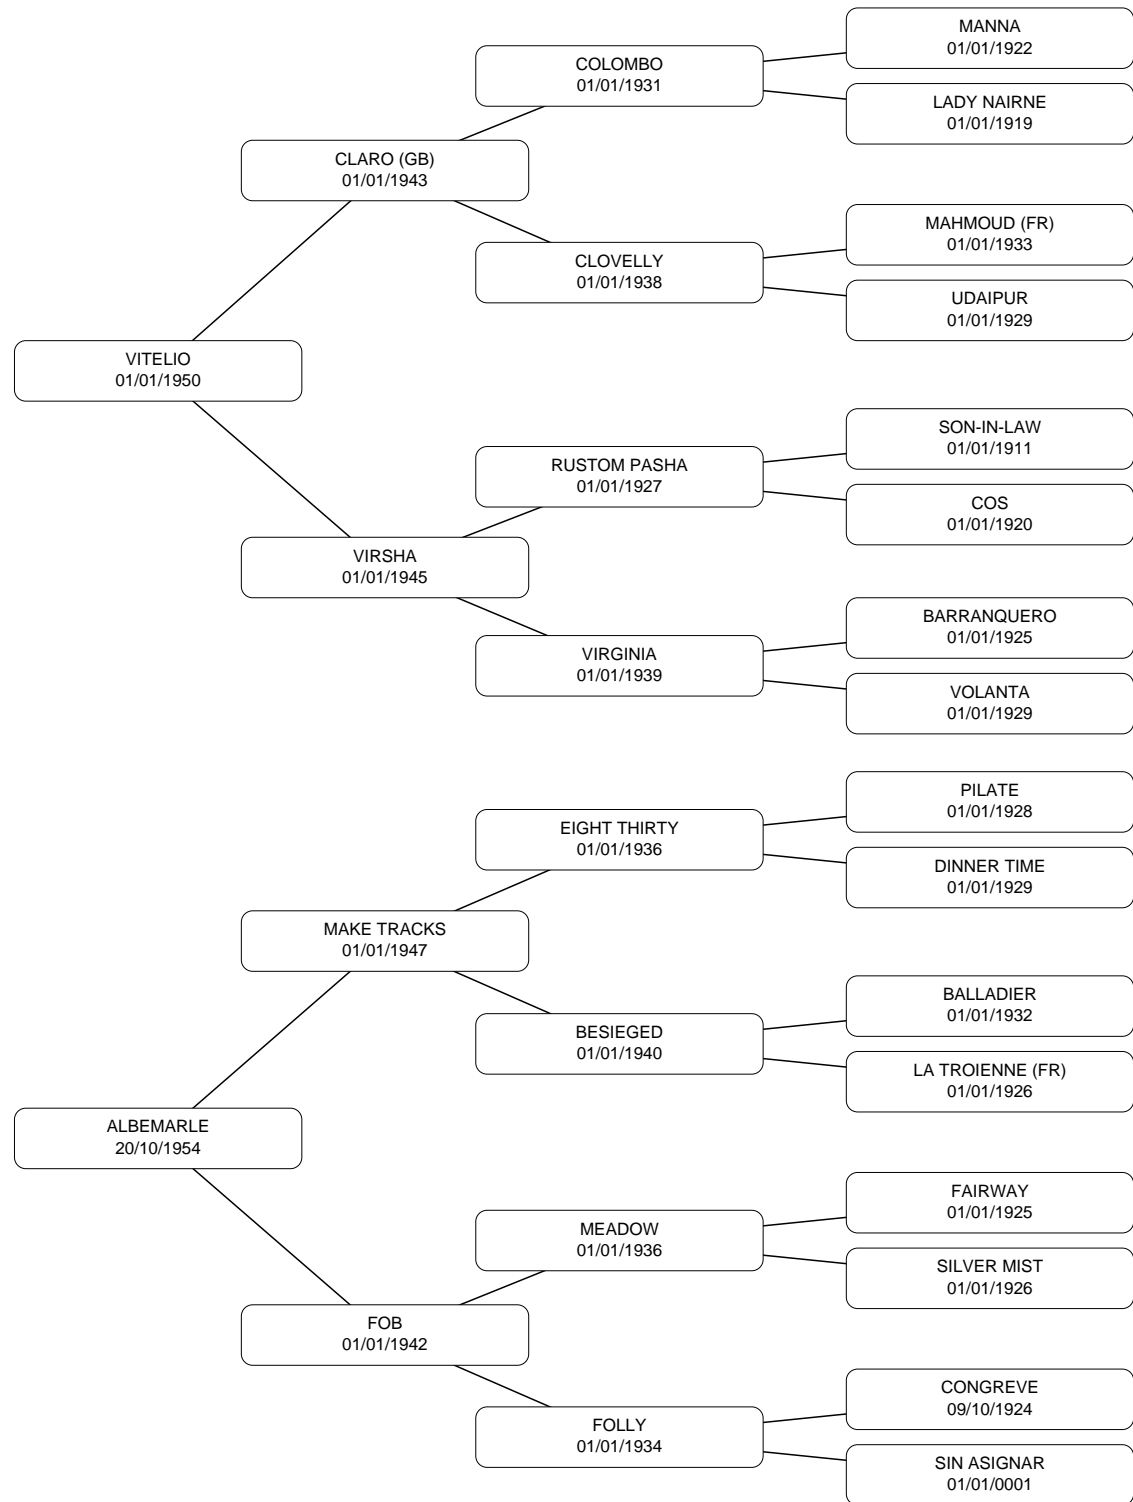 MANNA
01/01/1922
COLOMBO
01/01/1931
LADY NAIRNE
01/01/1919
CLARO (GB)
01/01/1943
MAHMOUD (FR)
01/01/1933
CLOVELLY
01/01/1938
UDAIPUR
01/01/1929
VITELIO
01/01/1950
SON-IN-LAW
01/01/1911
RUSTOM PASHA
01/01/1927
COS
01/01/1920
VIRSHA
01/01/1945
BARRANQUERO
01/01/1925
VIRGINIA
01/01/1939
VOLANTA
01/01/1929
PILATE
01/01/1928
EIGHT THIRTY
01/01/1936
DINNER TIME
01/01/1929
MAKE TRACKS
01/01/1947
BALLADIER
01/01/1932
BESIEGED
01/01/1940
LA TROIENNE (FR)
01/01/1926
ALBEMARLE
20/10/1954
FAIRWAY
01/01/1925
MEADOW
01/01/1936
SILVER MIST
01/01/1926
FOB
01/01/1942
CONGREVE
09/10/1924
FOLLY
01/01/1934
SIN ASIGNAR
01/01/0001